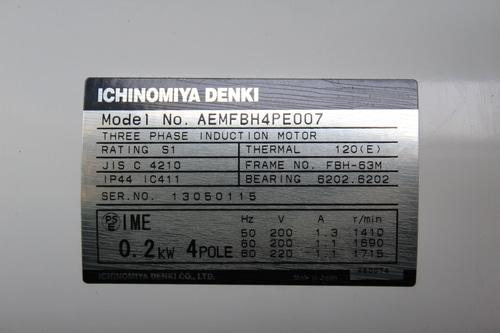 ICHINOMIYA DENKI
Model No. AEMFBH4PE007
THREE PHASE INDUCTION MOTOR
RATING S1 THERMAL 120(E)
JIS C 4210 FRAME NO. FBH-63M
IP44 IC411 BEARING 6202.6202
SER.NO. 13050115
PS E IME Hz V A r/min
50 200 1.3 1410
0.2kW 4POLE 60 200 1.1 1690
60 220 1.1 1715
ICHINOMIYA DENKI CO., LTD. Made in Japan